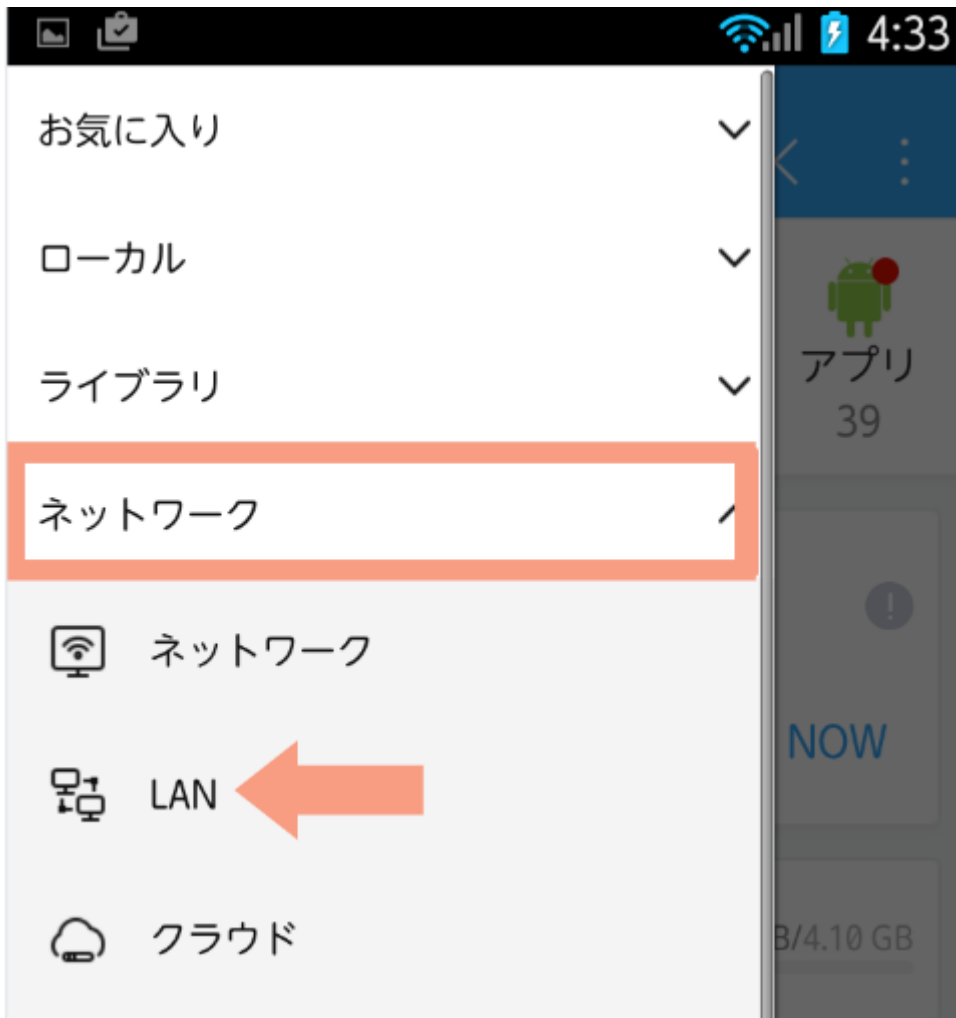 4:33
お気に入り
ローカル
アプリ
39
ライブラリ
ネットワーク
ネットワーク
NOW
LAN
クラウド
B/4.10 GB